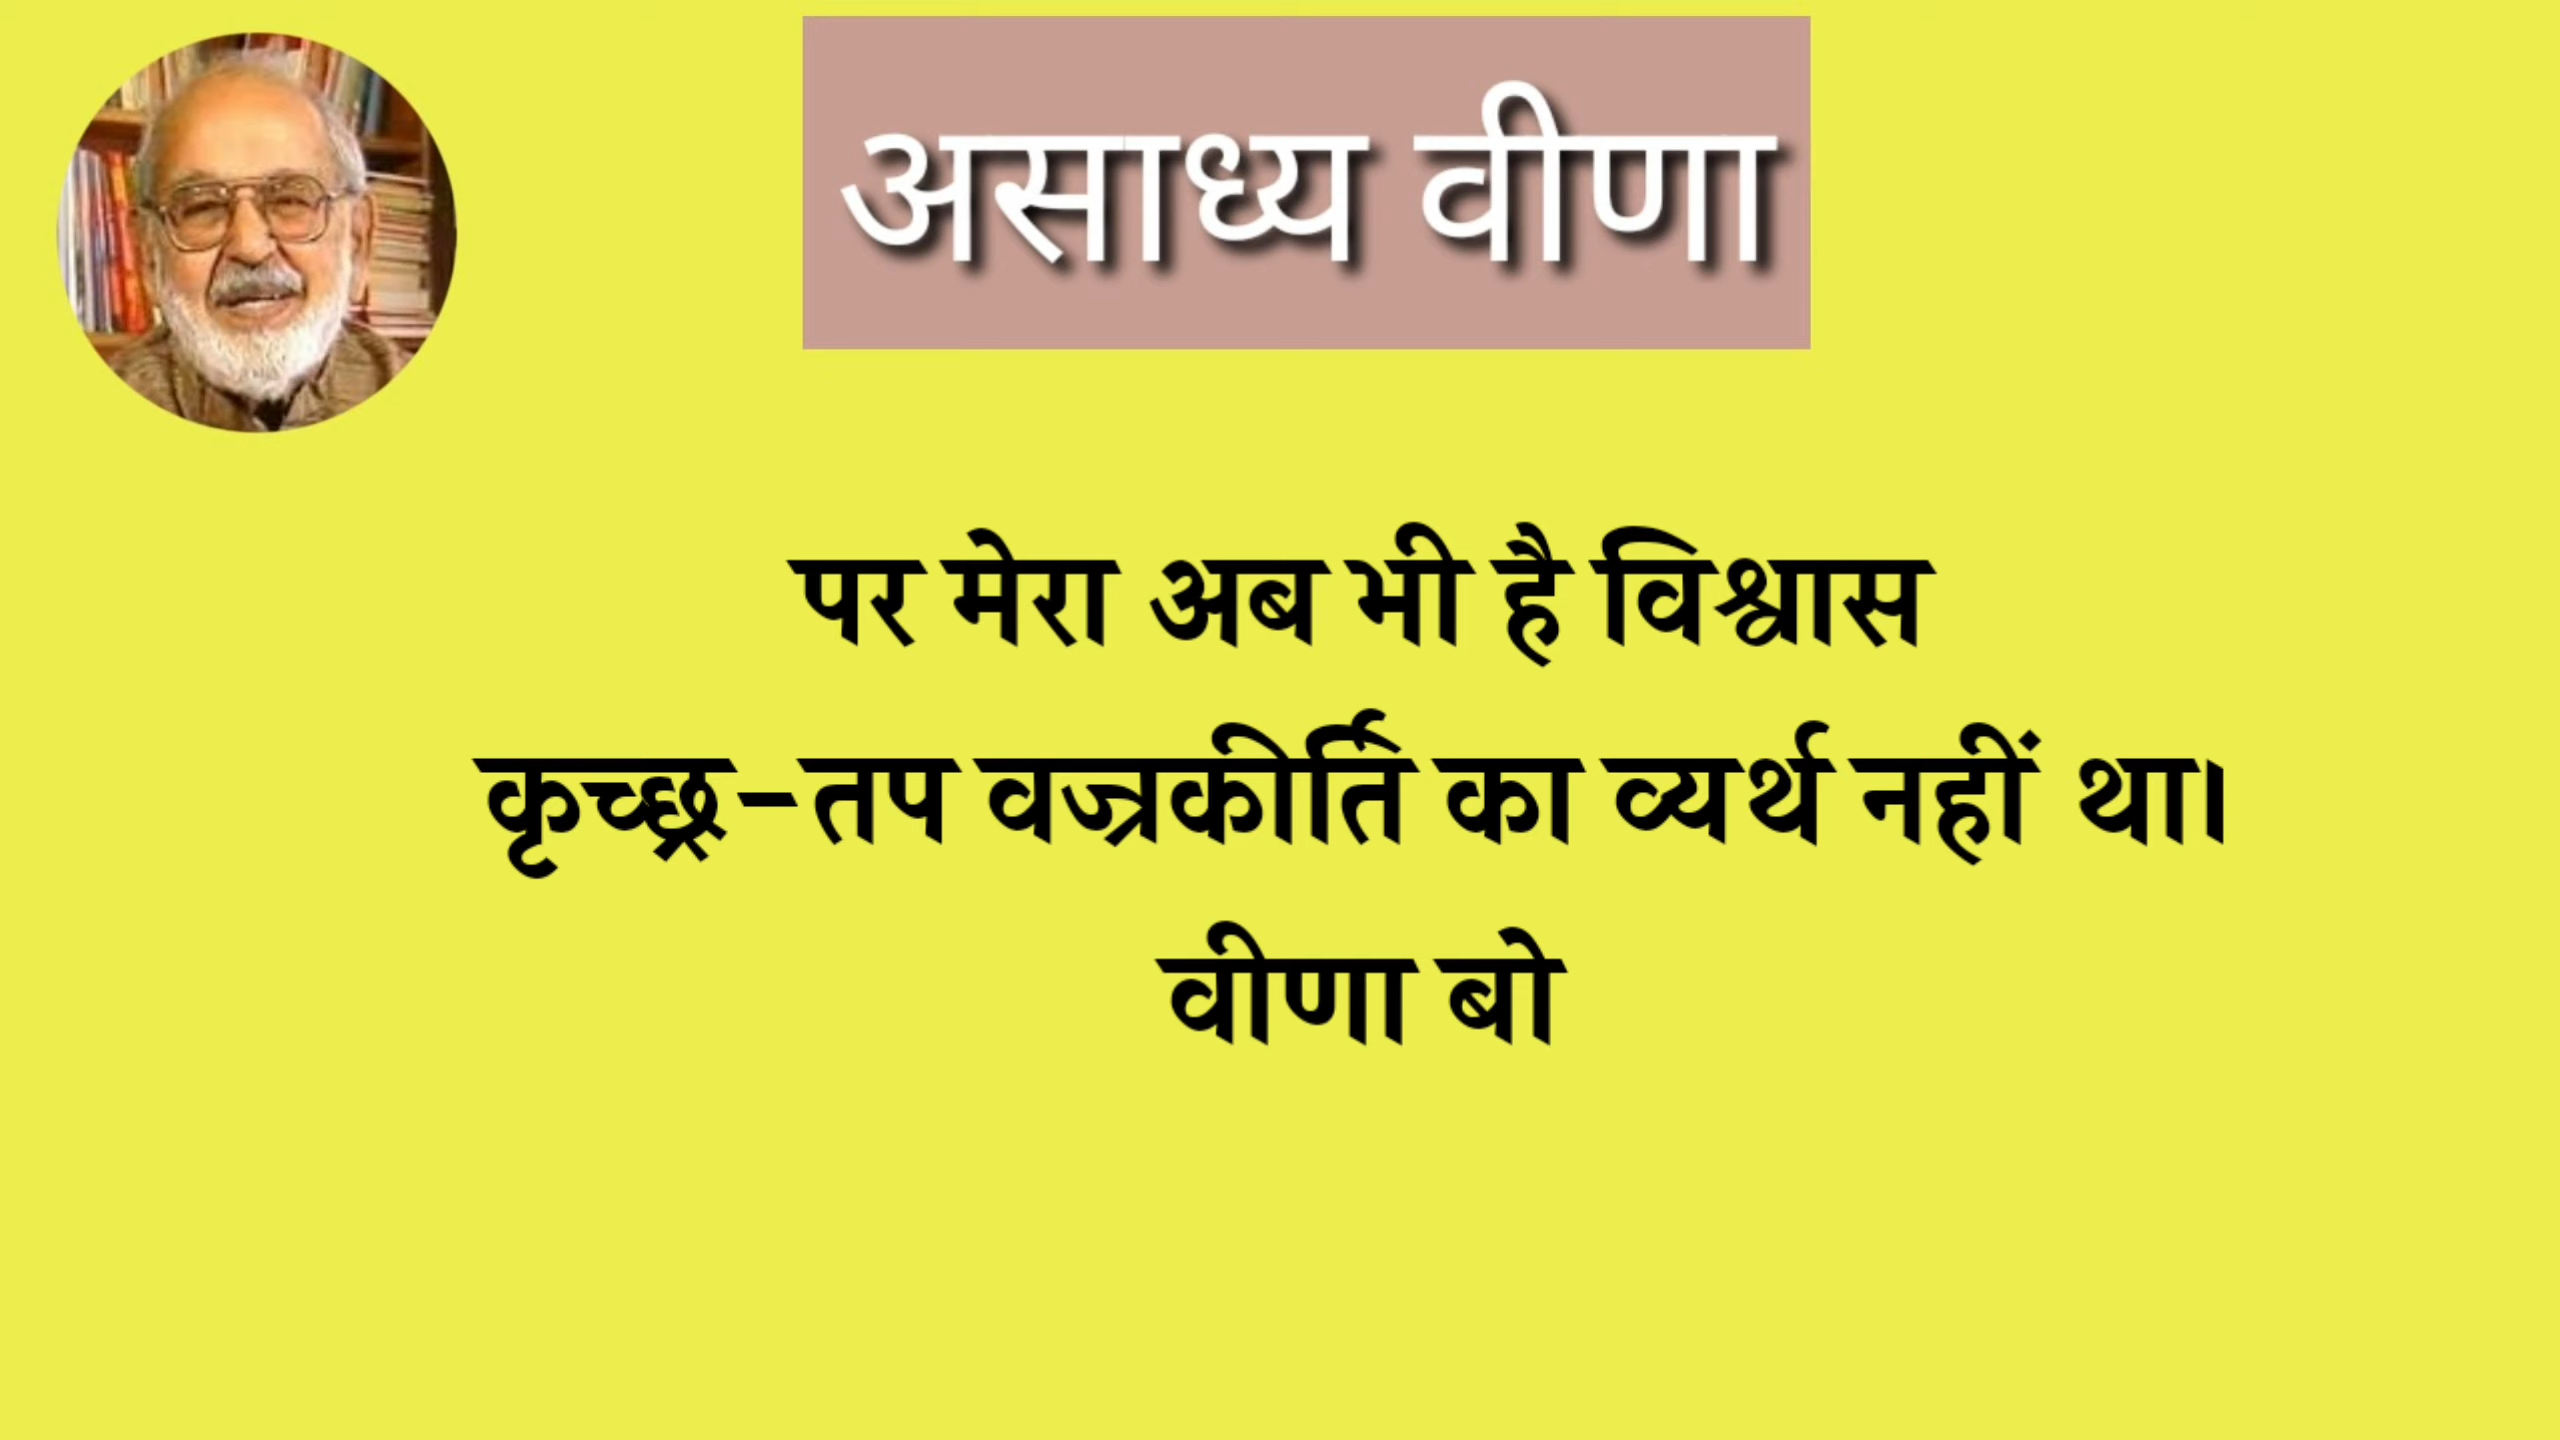 असाध्य वीणा
पर मेरा अब भी है विश्वास
कृच्छ्र-तप वज्रकीर्ति का व्यर्थ नहीं था।
वीणा बो